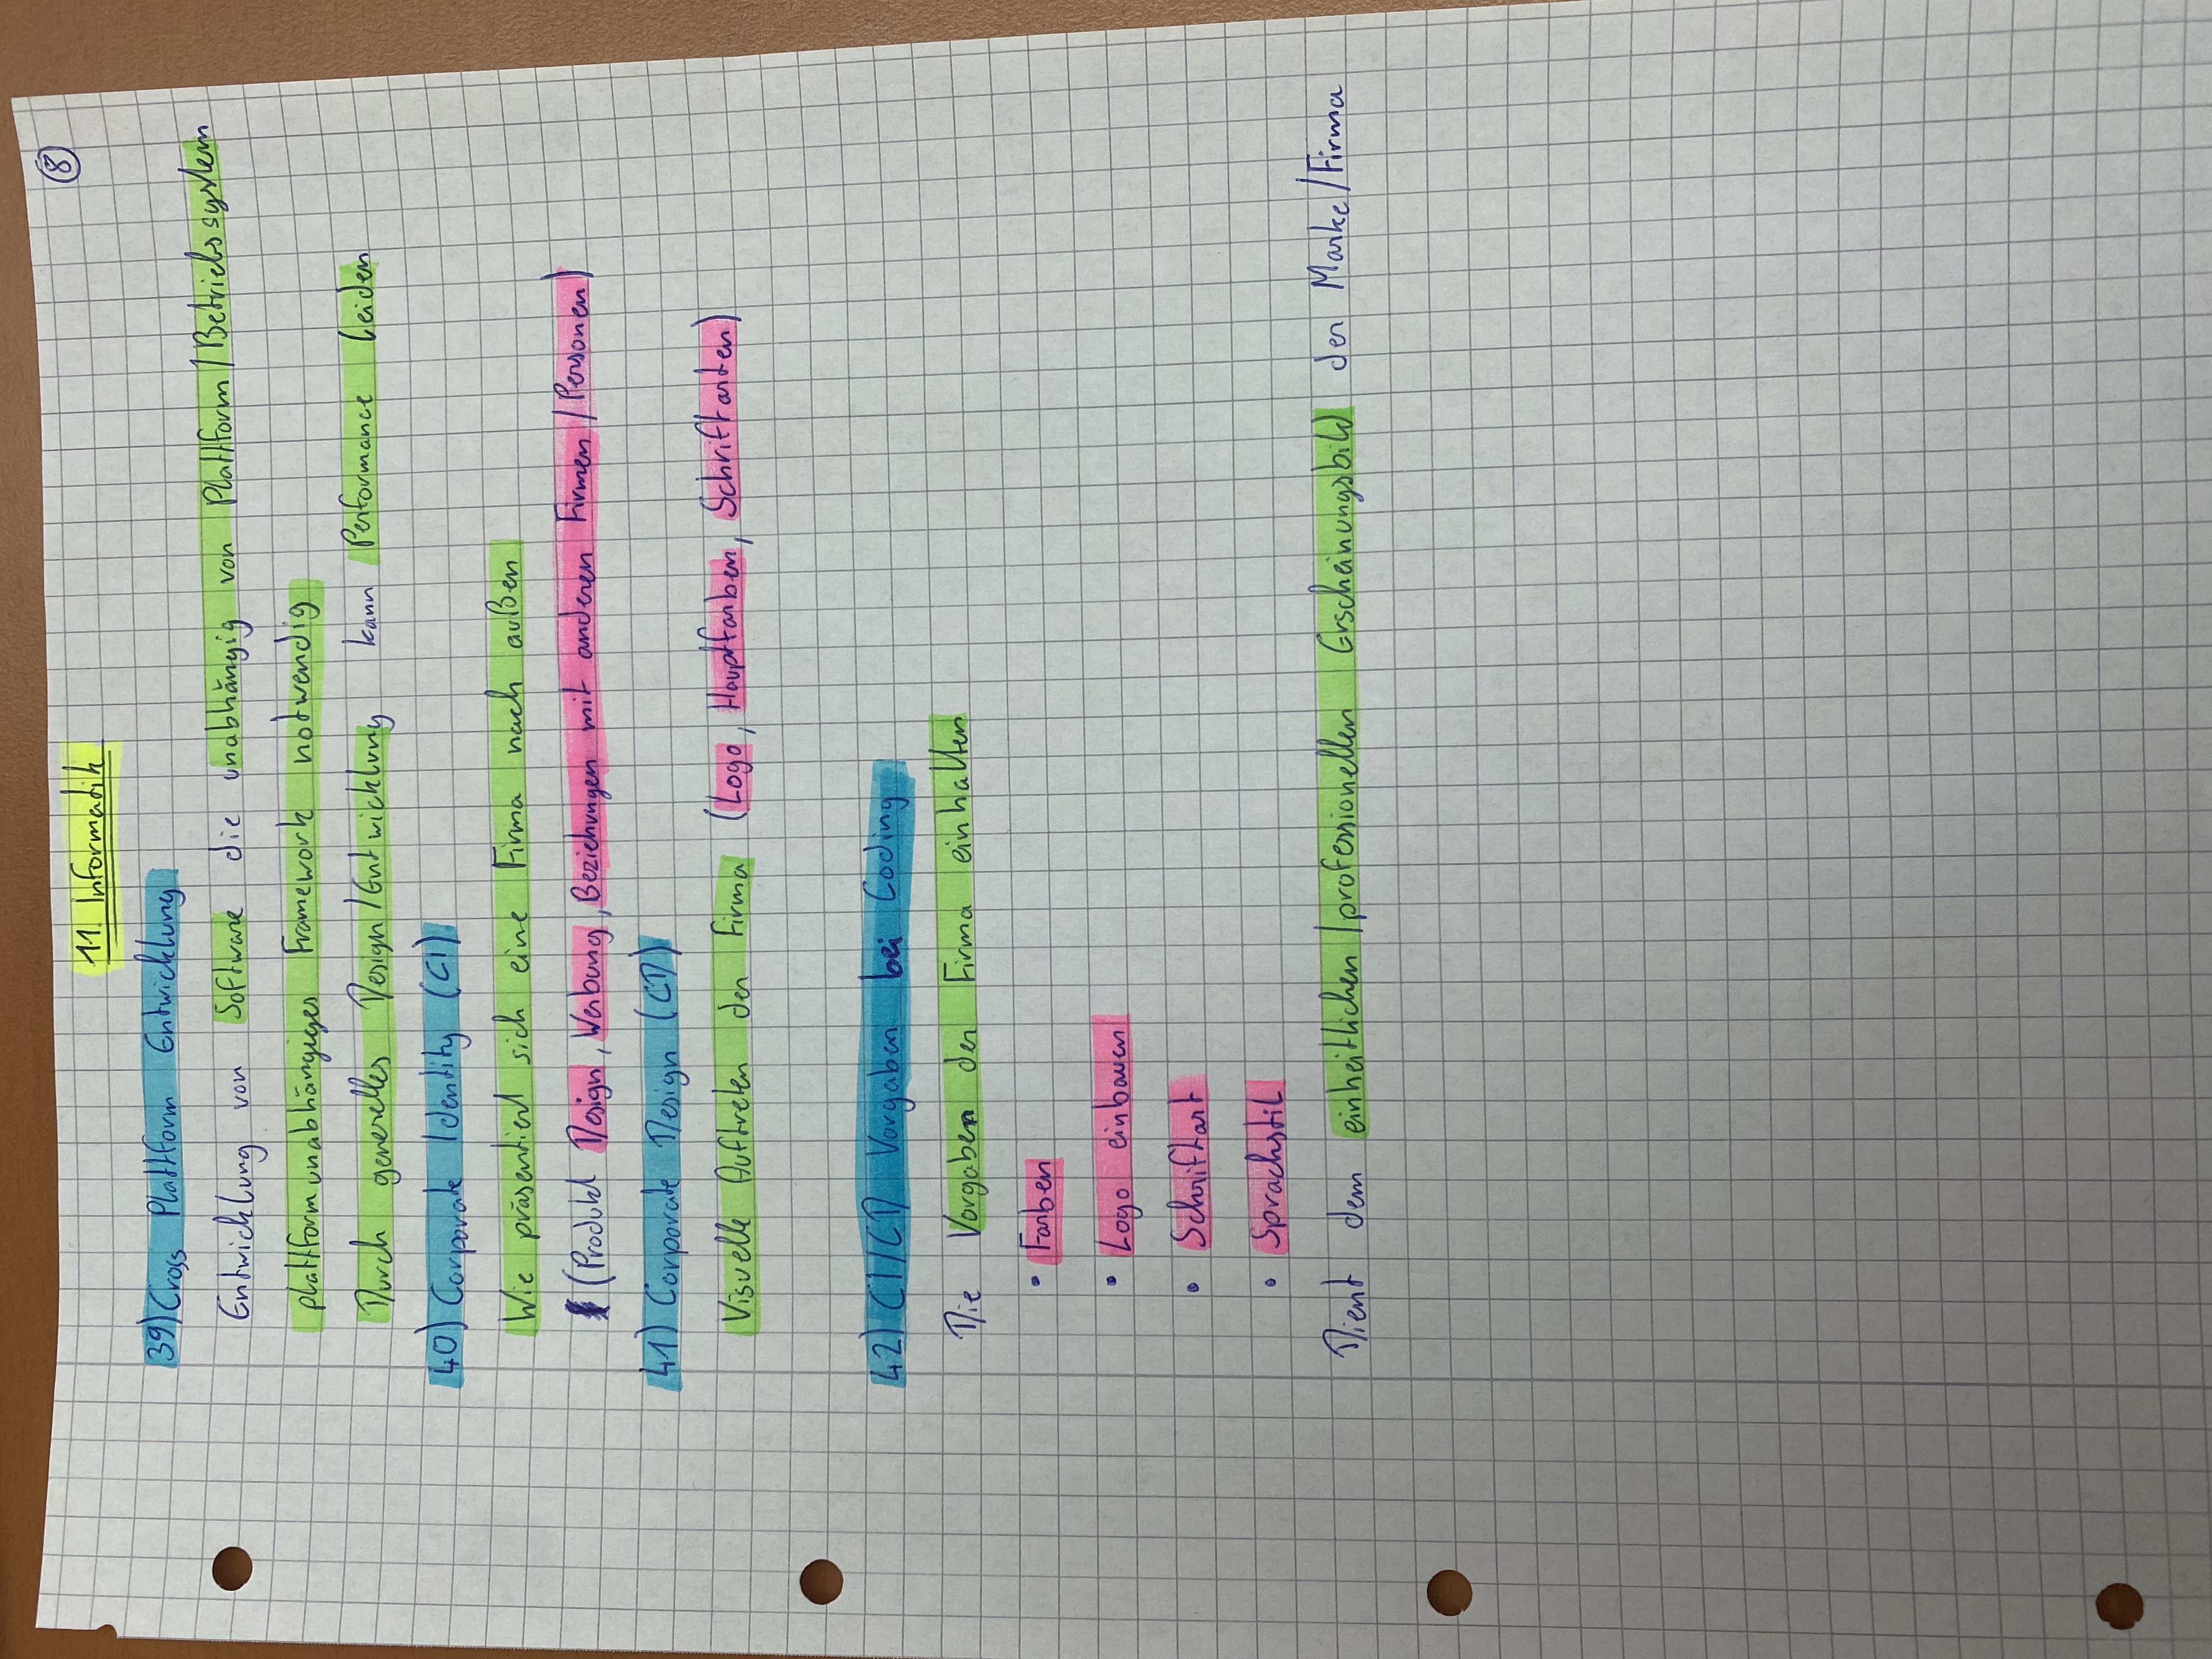 8
11. Informatik
39) Cross Plattform Entwicklung
Entwicklung von Software die unabhängig von Plattform/Betriebssystem
plattformunabhängiges Framework notwendig
Durch generelles Design/Entwicklung kann Performance leiden
40) Corporate Identity (CI)
Wie präsentiert sich eine Firma nach außen
(Produkt Design, Werbung, Beziehungen mit anderen Firmen/Personen)
41) Corporate Design (CD)
Visuelle Auftreten der Firma (Logo, Hauptfarben, Schriftarten)
42) CI/CD Vorgaben bei Coding
Die Vorgaben der Firma einhalten
• Farben
• Logo einbauen
• Schriftart
• Sprachstil
Dient dem einheitlichen/professionellen Erscheinungsbild der Marke/Firma